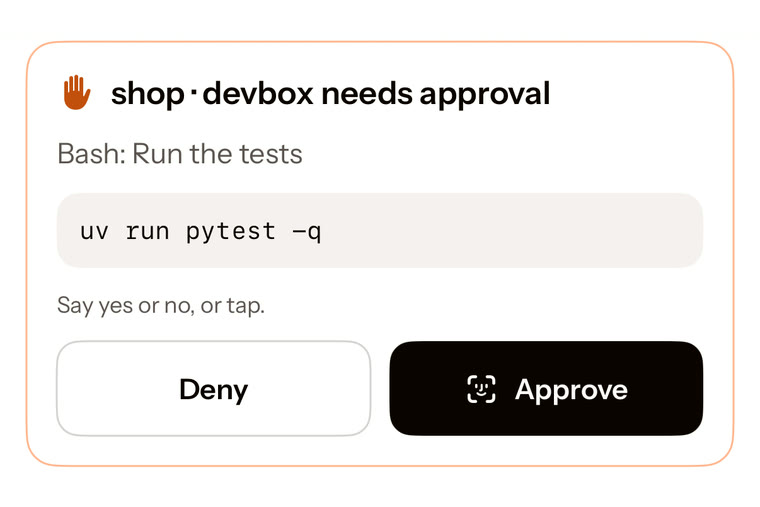 shop · devbox needs approval
Bash: Run the tests
uv run pytest –q
Say yes or no, or tap.
Deny
Approve